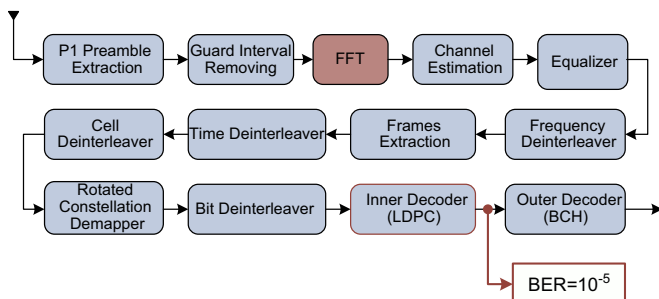 P1 Preamble
Extraction
Guard Interval
Removing
FFT
Channel
Estimation
Equalizer
Cell
Deinterleaver
Time Deinterleaver
Frames
Extraction
Frequency
Deinterleaver
Rotated
Constellation
Demapper
Bit Deinterleaver
Inner Decoder
(LDPC)
Outer Decoder
(BCH)
BER=10⁻⁵